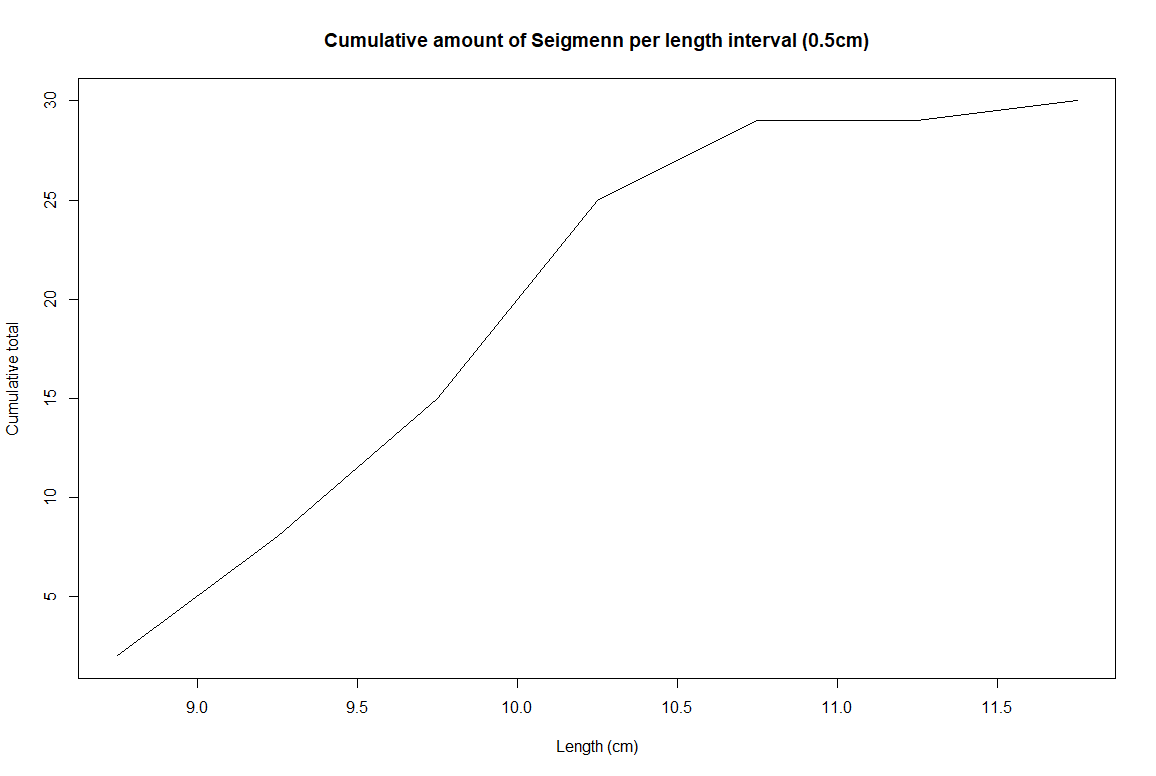 Cumulative amount of Seigmenn per length interval (0.5cm)
30
25
20
15
10
5
Cumulative total
9.0 9.5 10.0 10.5 11.0 11.5
Length (cm)